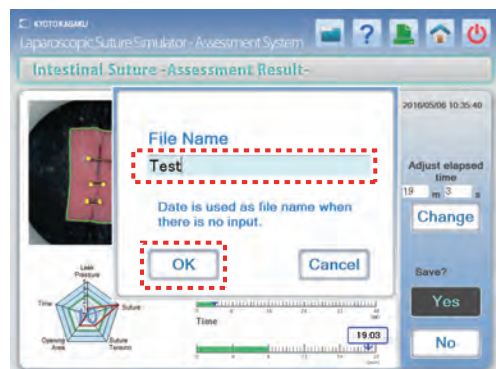 KYOTO KAGAKU
Laparoscopic Suture Simulator - Assessment System
?
Intestinal Suture -Assessment Result-
2016/05/06 10:35:40
File Name
Test
Adjust elapsed
time
19 m 3 s
Date is used as file name when
there is no input.
Change
OK
Cancel
Save?
Yes
No
Leak
Pressure
Time
Suture
Opening
Area
Suture
Tension
Time
19:03